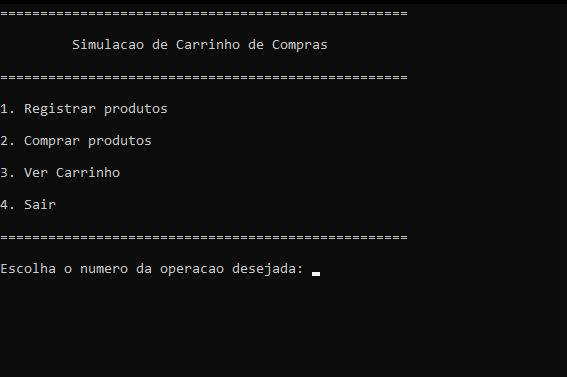 ===================================================
Simulacao de Carrinho de Compras
===================================================
1. Registrar produtos
2. Comprar produtos
3. Ver Carrinho
4. Sair
===================================================
Escolha o numero da operacao desejada: